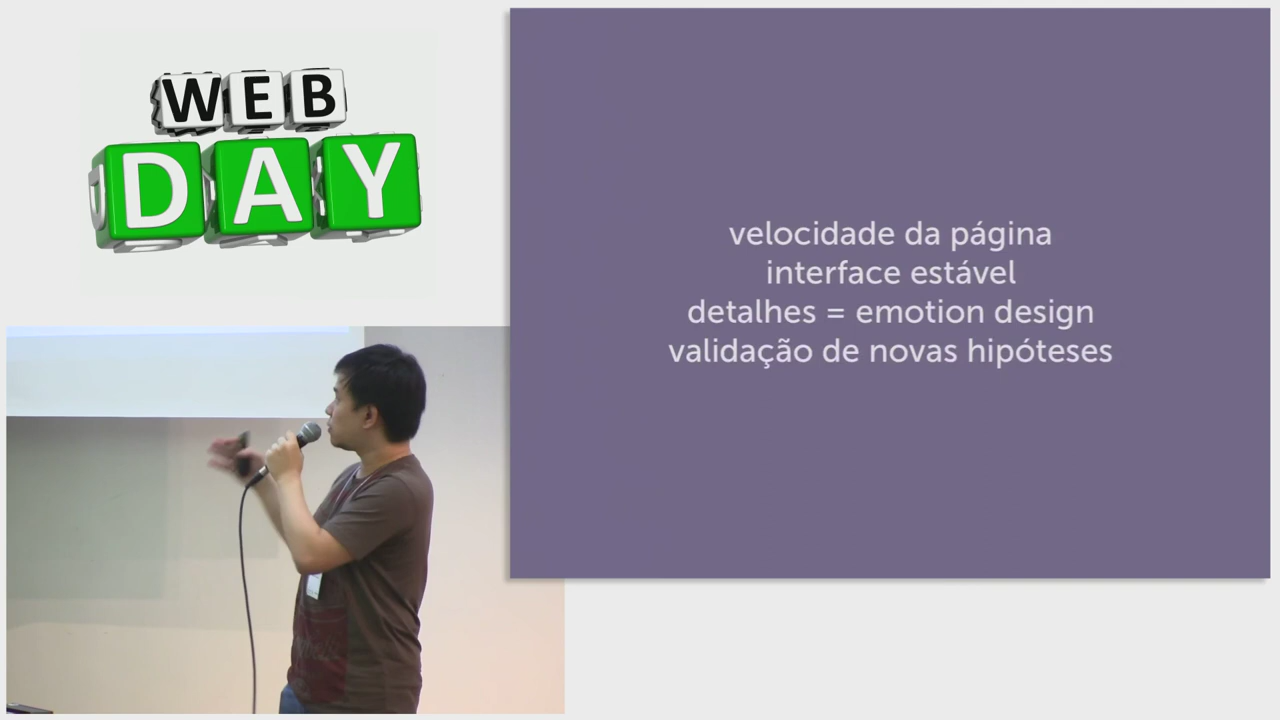 WEB
DAY
velocidade da página
interface estável
detalhes = emotion design
validação de novas hipóteses